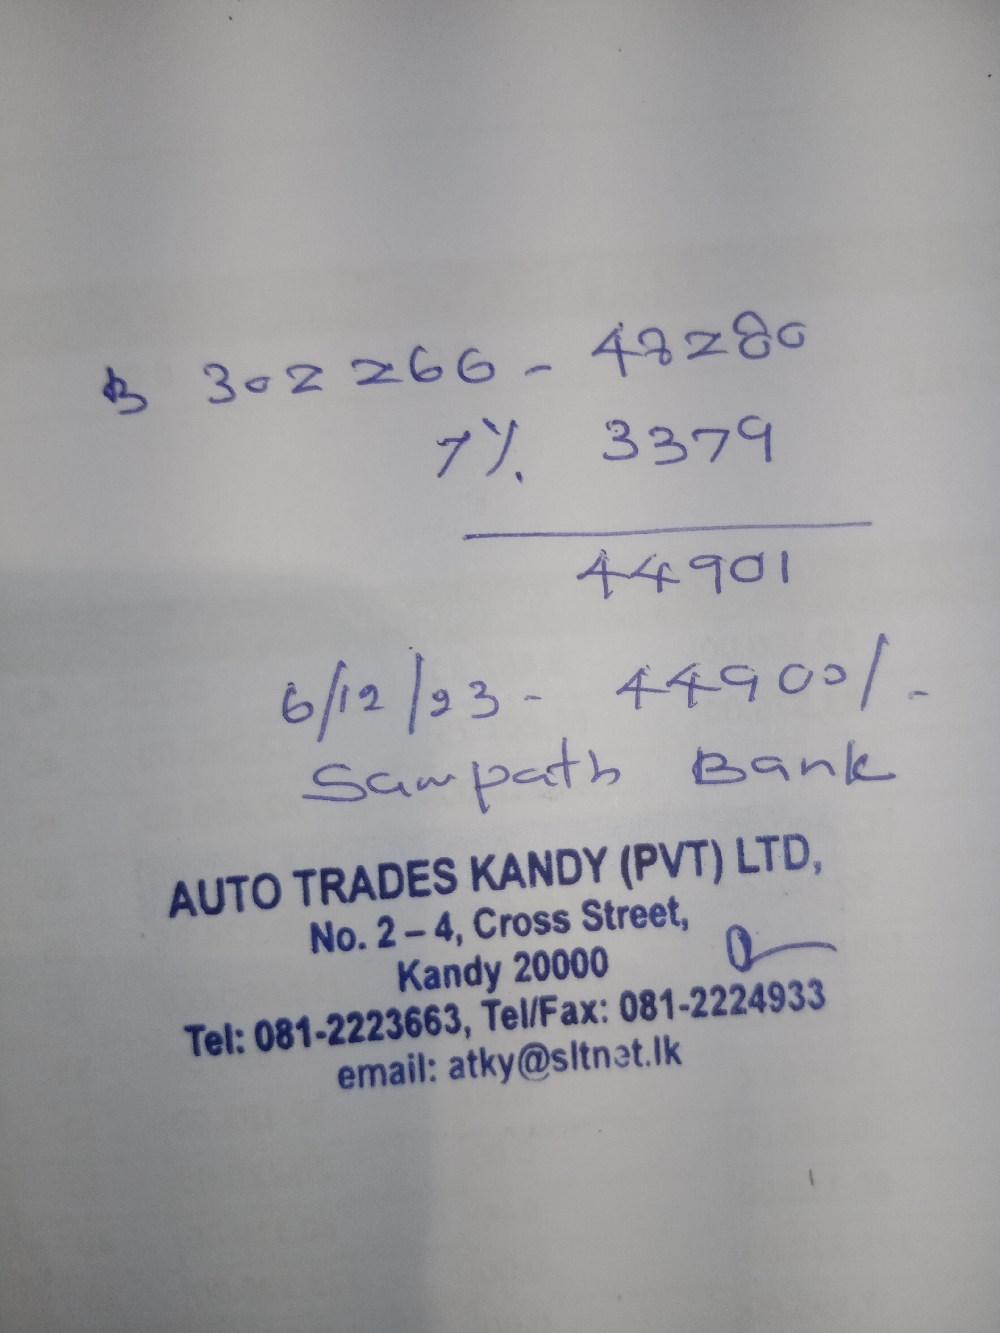 B 302266 - 48280
7%. 3379
44901
6/12/23 - 44900/-
Sampath Bank
AUTO TRADES KANDY (PVT) LTD,
No. 2 – 4, Cross Street,
Kandy 20000
Tel: 081-2223663, Tel/Fax: 081-2224933
email: atky@sltnet.lk